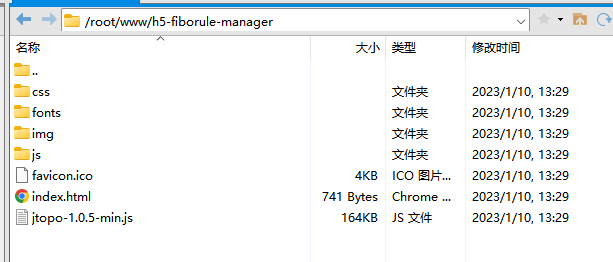 /root/www/h5-fiborule-manager
名称 大小 类型 修改时间
..
css 文件夹 2023/1/10, 13:29
fonts 文件夹 2023/1/10, 13:29
img 文件夹 2023/1/10, 13:29
js 文件夹 2023/1/10, 13:29
favicon.ico 4KB ICO 图片... 2023/1/10, 13:29
index.html 741 Bytes Chrome ... 2023/1/10, 13:29
jtopo-1.0.5-min.js 164KB JS 文件 2023/1/10, 13:29